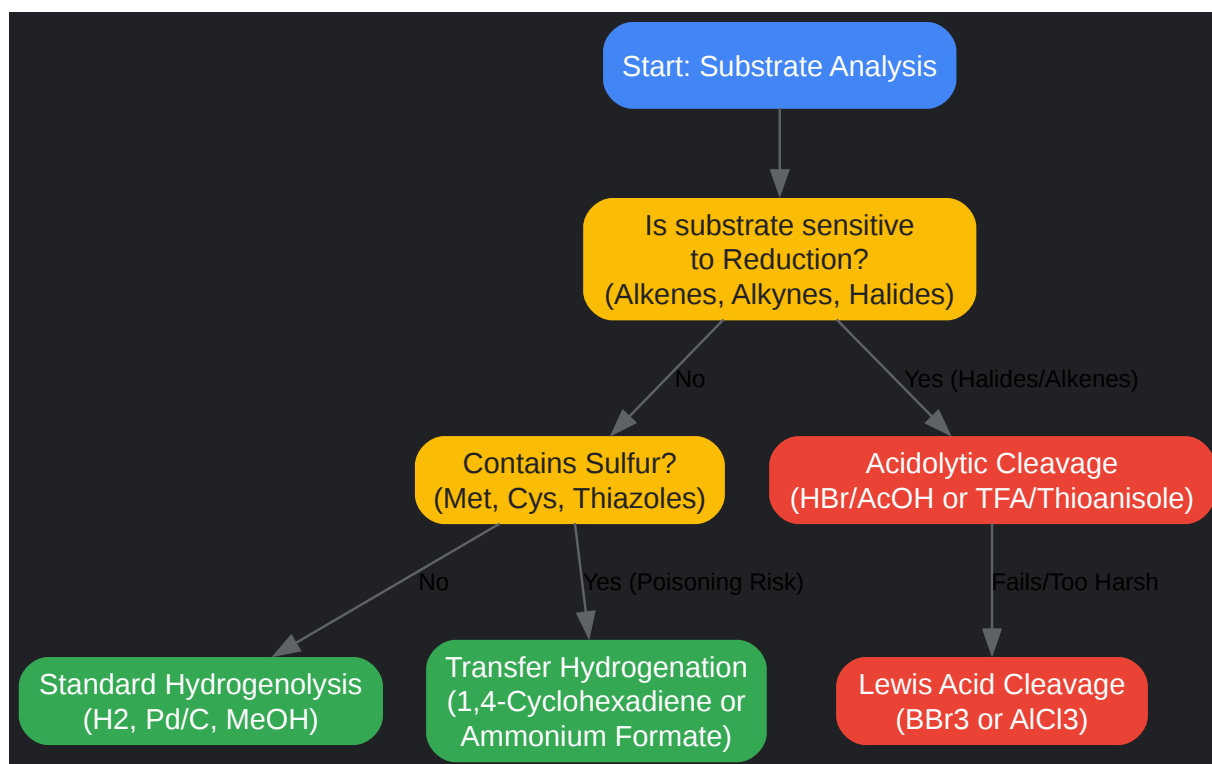 Start: Substrate Analysis
Is substrate sensitive
to Reduction?
(Alkenes, Alkynes, Halides)
No
Yes (Halides/Alkenes)
Contains Sulfur?
(Met, Cys, Thiazoles)
Acidolytic Cleavage
(HBr/AcOH or TFA/Thioanisole)
No
Yes (Poisoning Risk)
Fails/Too Harsh
Standard Hydrogenolysis
(H2, Pd/C, MeOH)
Transfer Hydrogenation
(1,4-Cyclohexadiene or
Ammonium Formate)
Lewis Acid Cleavage
(BBr3 or AlCl3)